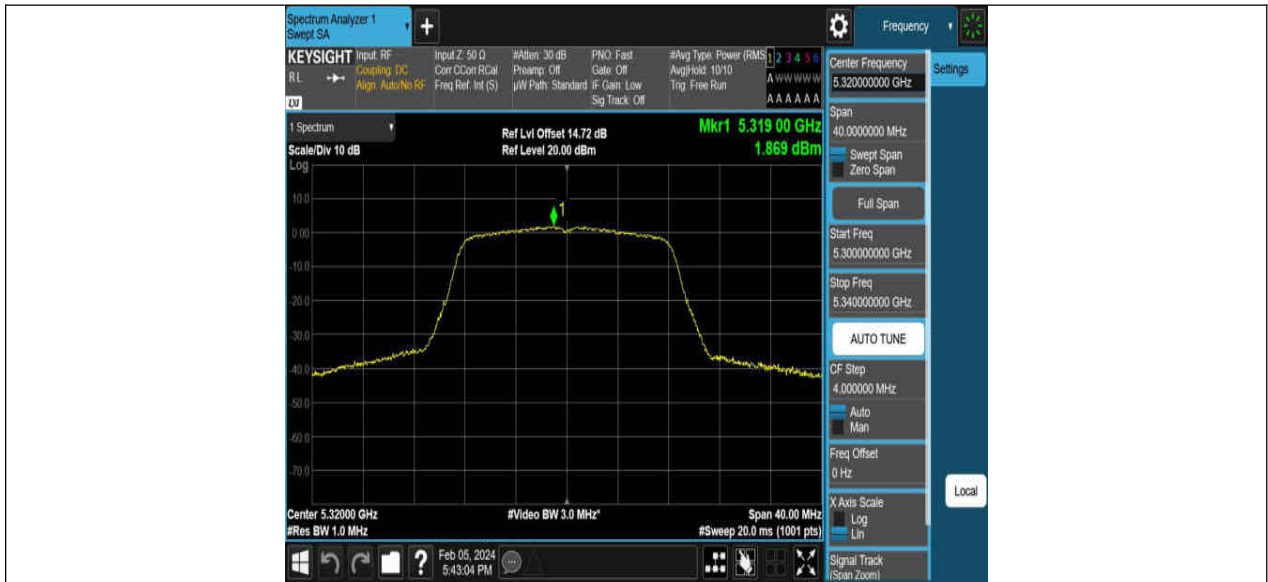 Spectrum Analyzer 1
Swept SA
+
Frequency
KEYSIGHT
RL
Input: RF
Coupling: DC
Align: Auto/No RF
Input Z: 50 Ω
Corr CCorr RCal
Freq Ref: Int (S)
#Atten: 30 dB
Preamp: Off
µW Path: Standard
PNO: Fast
Gate: Off
IF Gain: Low
Sig Track: Off
#Avg Type: Power (RMS
Avg|Hold: 10/10
Trig: Free Run
1 2 3 4 5 6
A W W W W W
A A A A A A
1 Spectrum
Scale/Div 10 dB
Log
Ref Lvl Offset 14.72 dB
Ref Level 20.00 dBm
Mkr1 5.319 00 GHz
1.869 dBm
10.0
0.00
-10.0
-20.0
-30.0
-40.0
-50.0
-60.0
-70.0
1
Center 5.32000 GHz
#Res BW 1.0 MHz
#Video BW 3.0 MHz*
Span 40.00 MHz
#Sweep 20.0 ms (1001 pts)
Feb 05, 2024
5:43:04 PM
?
Center Frequency
5.320000000 GHz
Settings
Span
40.0000000 MHz
Swept Span
Zero Span
Full Span
Start Freq
5.300000000 GHz
Stop Freq
5.340000000 GHz
AUTO TUNE
CF Step
4.000000 MHz
Auto
Man
Freq Offset
0 Hz
X Axis Scale
Log
Lin
Local
Signal Track
(Span Zoom)